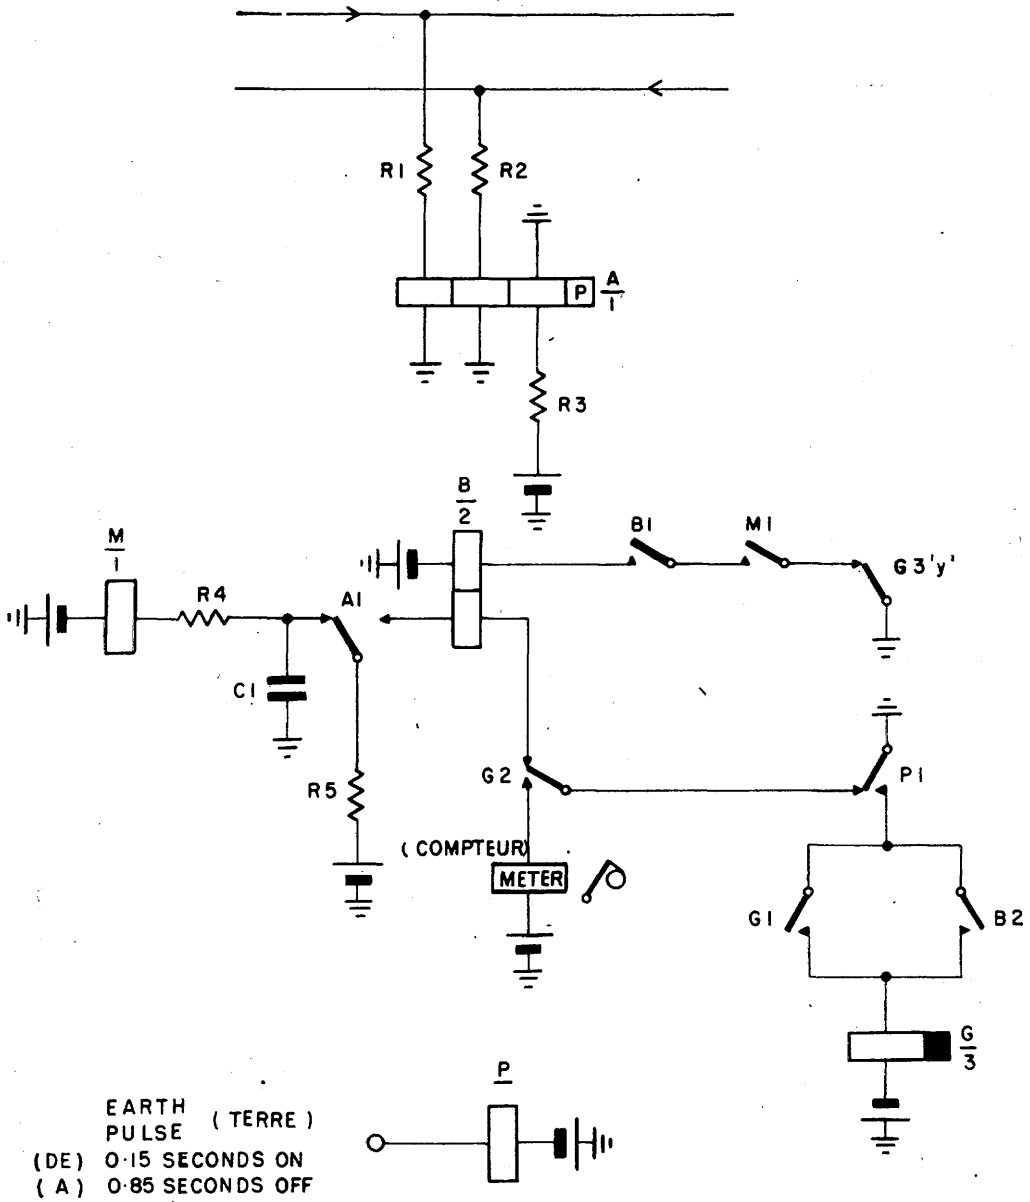 R1
R2
P
A
1
R3
B
2
B1
M1
G3'y'
M
1
R4
A1
C1
R5
G2
P1
(COMPTEUR)
METER
G1
B2
G
3
P
EARTH (TERRE)
PULSE
(DE) 0·15 SECONDS ON
(A) 0·85 SECONDS OFF